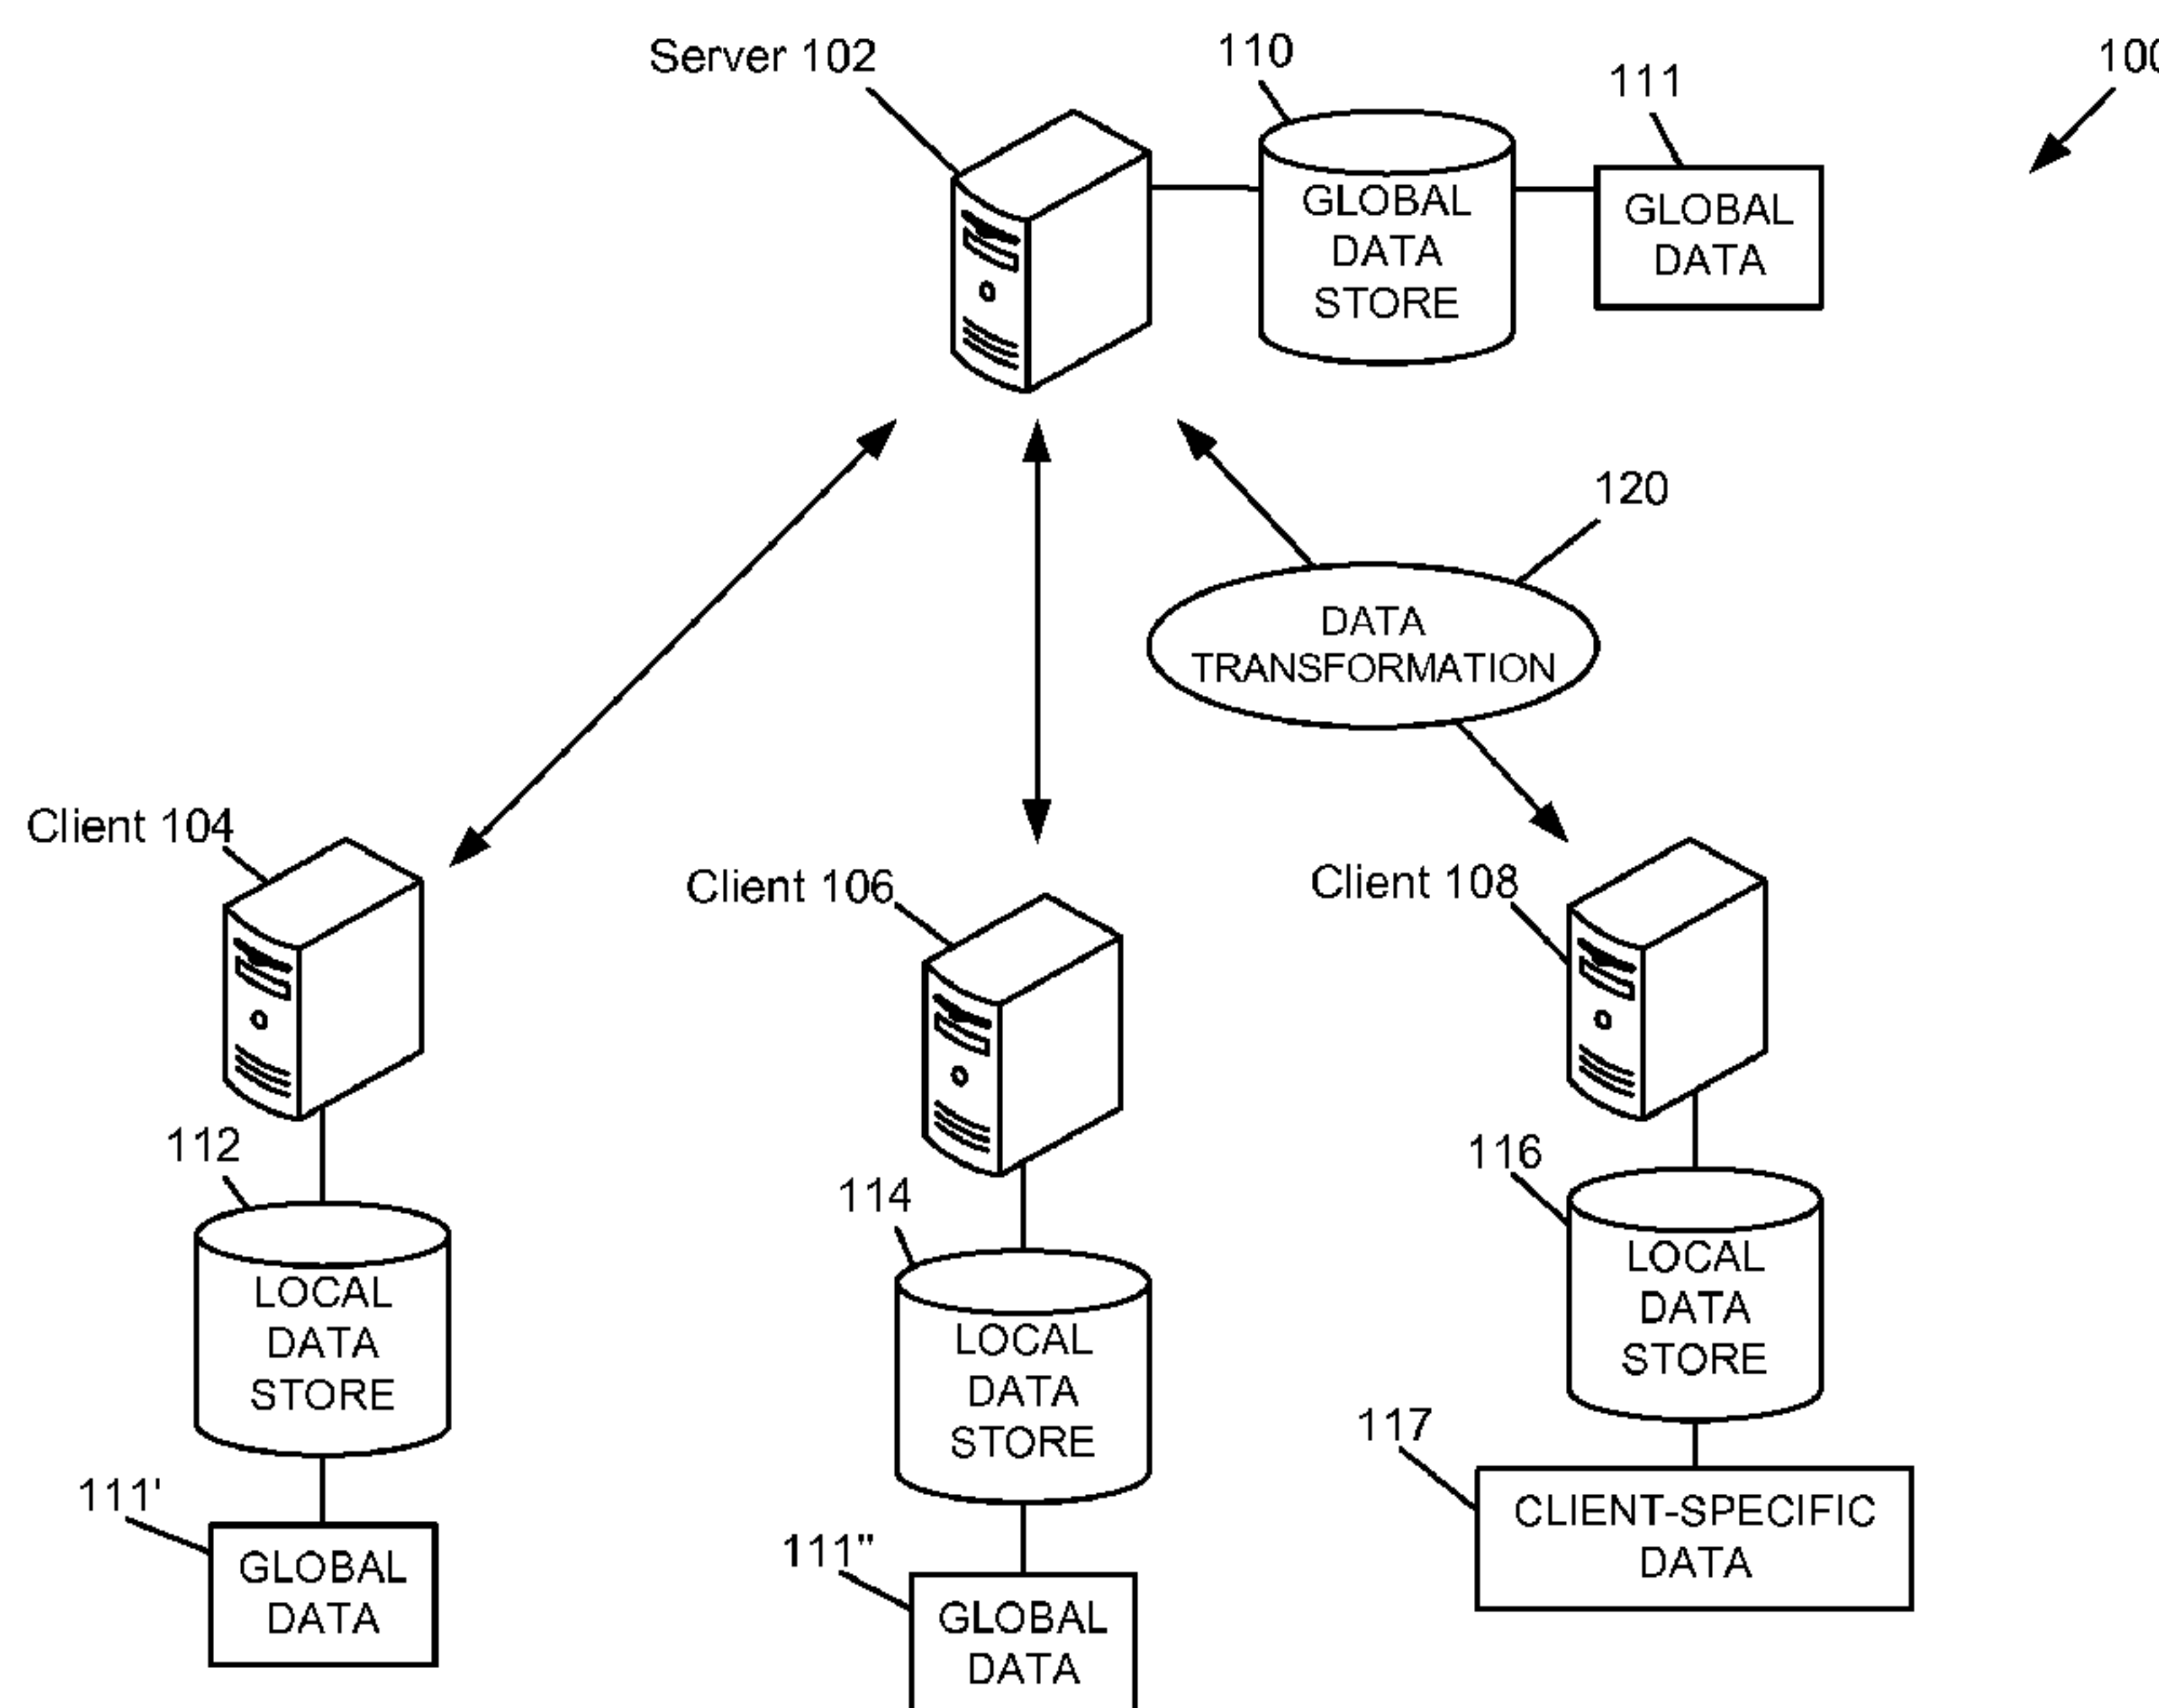 Server 102
110
111
100
GLOBAL
DATA
STORE
GLOBAL
DATA
120
DATA
TRANSFORMATION
Client 104
Client 106
Client 108
112
LOCAL
DATA
STORE
114
LOCAL
DATA
STORE
116
LOCAL
DATA
STORE
111'
GLOBAL
DATA
111"
GLOBAL
DATA
117
CLIENT-SPECIFIC
DATA